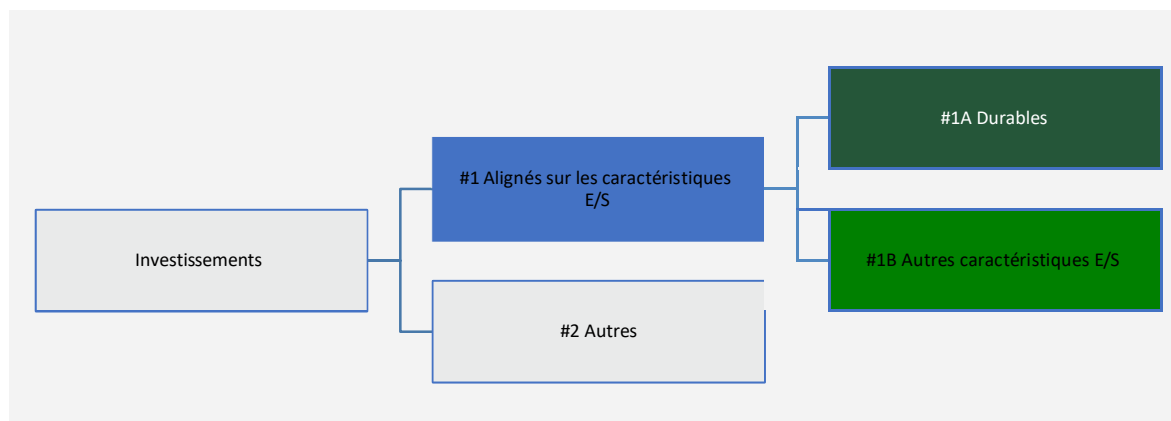 #1A Durables
#1 Alignés sur les caractéristiques
E/S
Investissements
#1B Autres caractéristiques E/S
#2 Autres